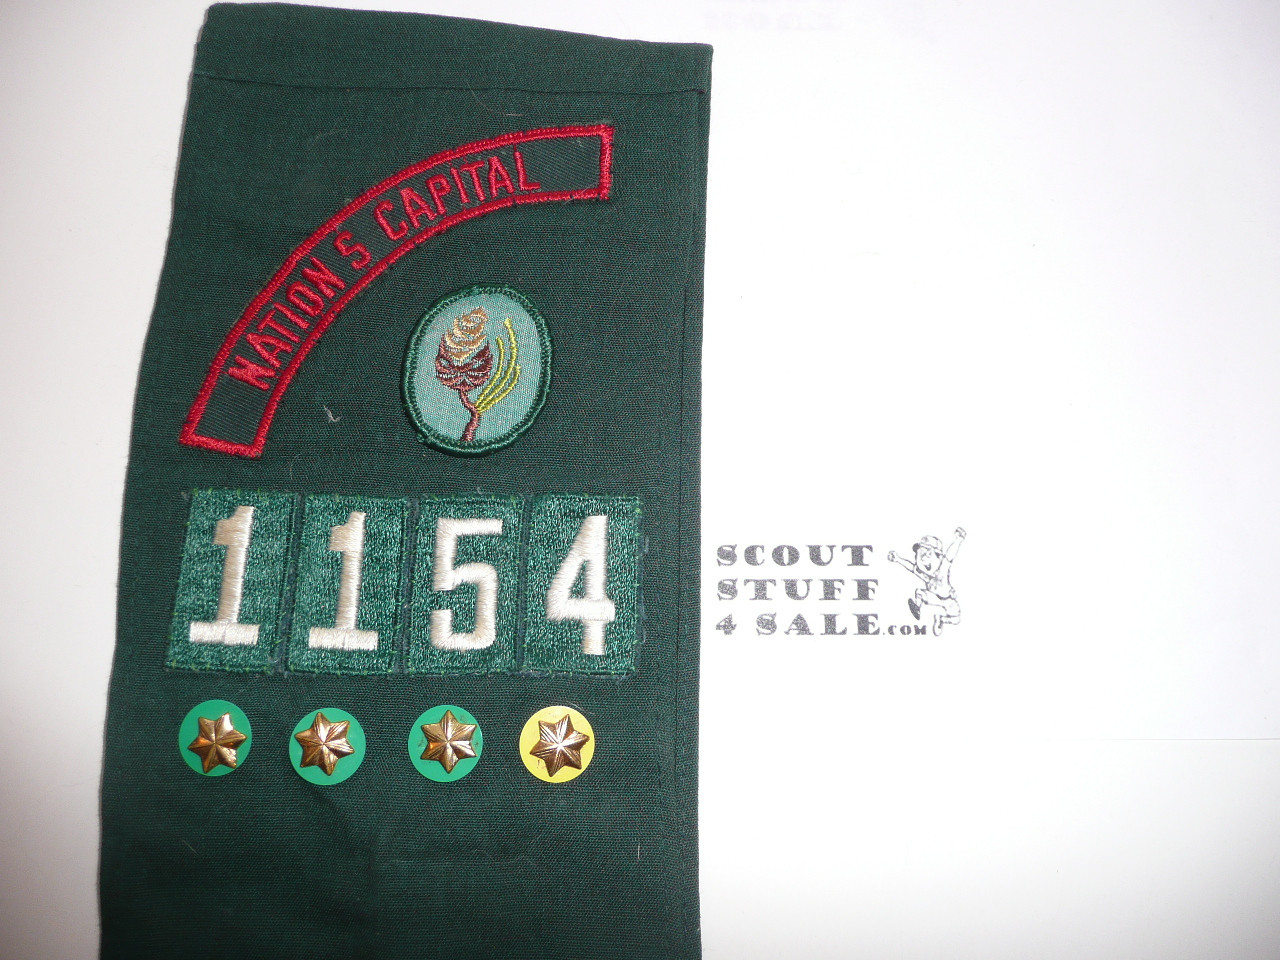 NATION S CAPITAL
1154
SCOUT
STUFF
4 SALE.COM